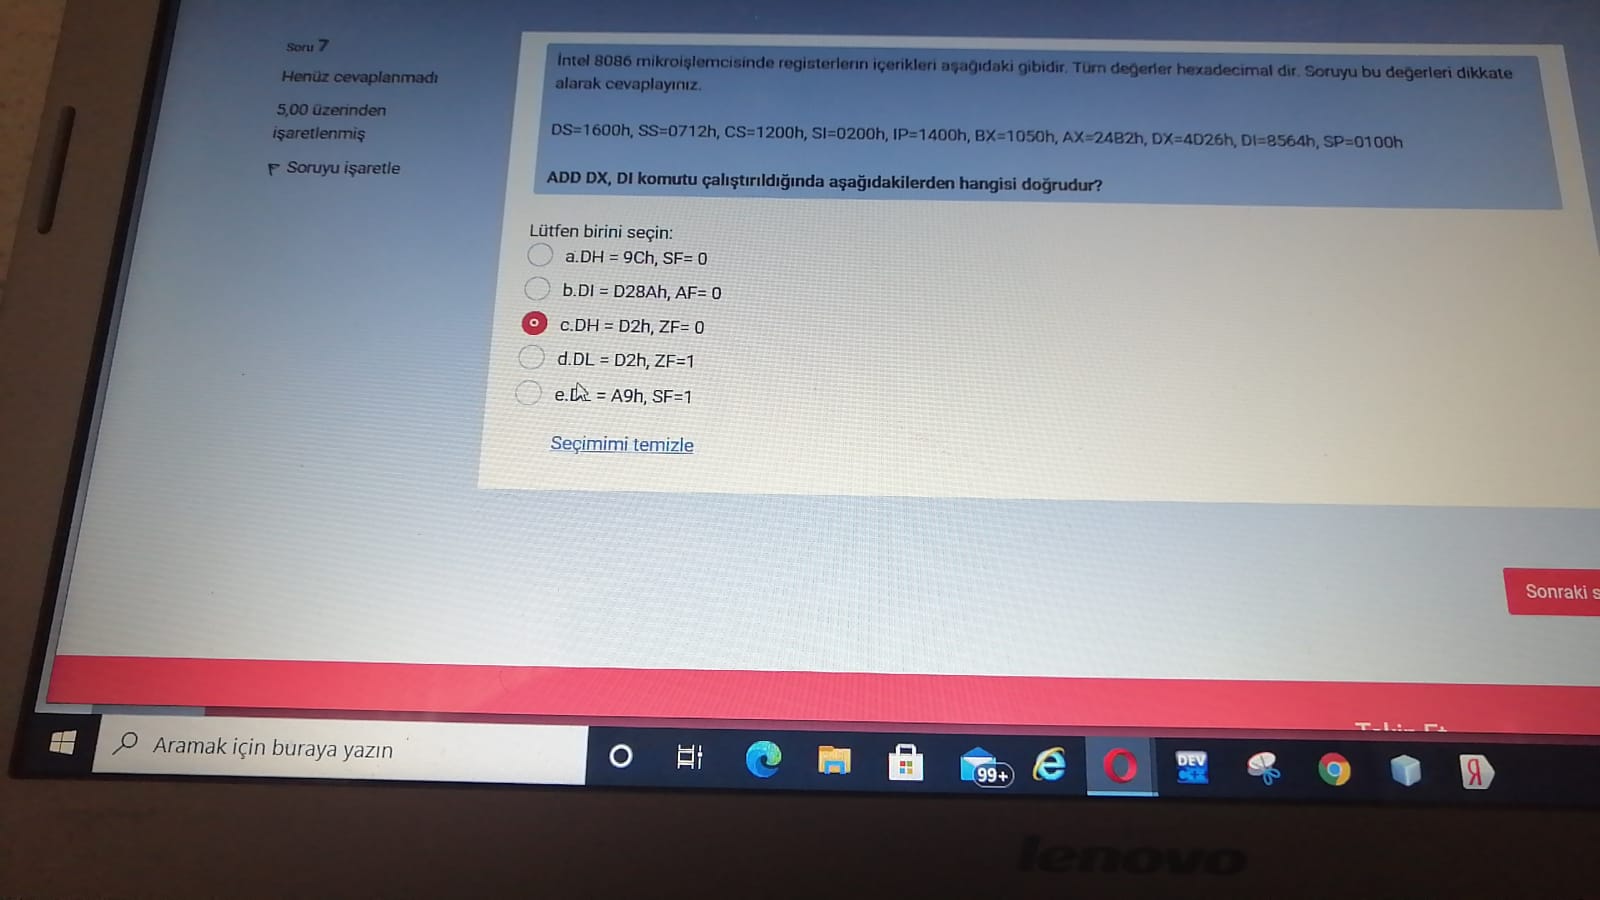 Soru 7
Henüz cevaplanmadı
5,00 üzerinden
işaretlenmiş
Soruyu işaretle
İntel 8086 mikroişlemcisinde registerlerın içerikleri aşağıdaki gibidir. Tüm değerler hexadecimal dir. Soruyu bu değerleri dikkate
alarak cevaplayınız.
DS=1600h, SS=0712h, CS=1200h, SI=0200h, IP=1400h, BX=1050h, AX=24B2h, DX=4D26h, DI=8564h, SP=0100h
ADD DX, DI komutu çalıştırıldığında aşağıdakilerden hangisi doğrudur?
Lütfen birini seçin:
a.DH = 9Ch, SF= 0
b.DI = D28Ah, AF= 0
c.DH = D2h, ZF= 0
d.DL = D2h, ZF=1
e. = A9h, SF=1
Seçimimi temizle
Sonraki s
Aramak için buraya yazın
99+
DEV
C++
Я
lenovo